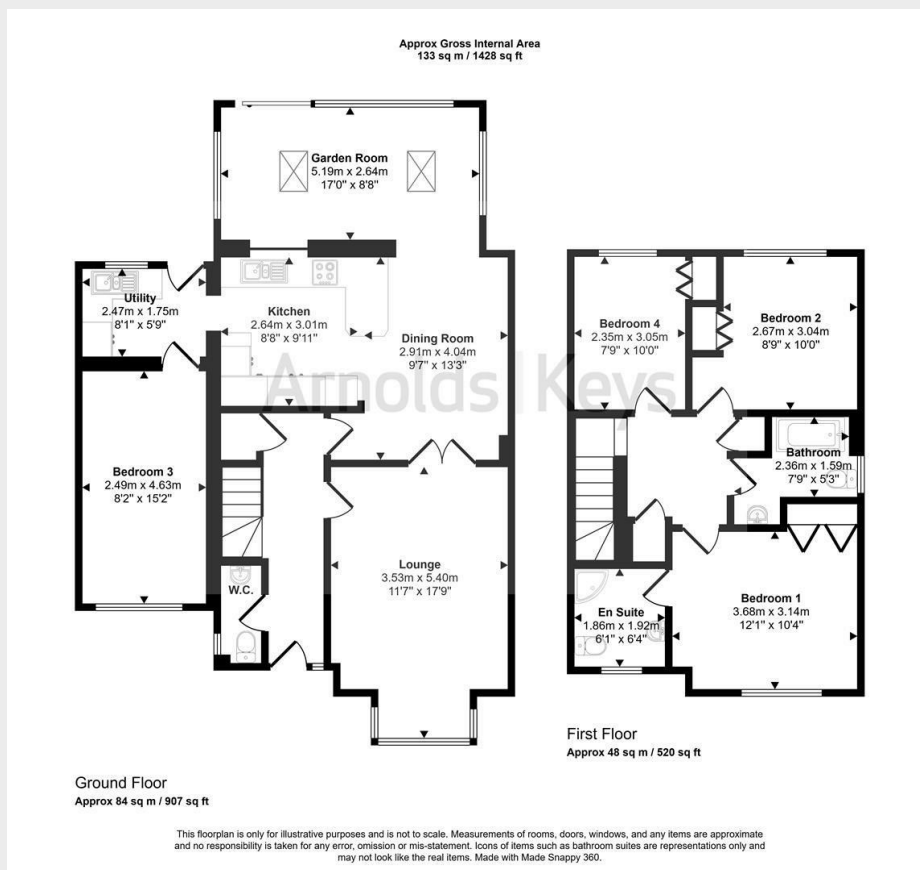 Approx Gross Internal Area
133 sq m / 1428 sq ft
Garden Room
5.19m x 2.64m
17'0" x 8'8"
Utility
2.47m x 1.75m
8'1" x 5'9"
Kitchen
2.64m x 3.01m
8'8" x 9'11"
Dining Room
2.91m x 4.04m
9'7" x 13'3"
Bedroom 4
2.35m x 3.05m
7'9" x 10'0"
Bedroom 2
2.67m x 3.04m
8'9" x 10'0"
Arnolds | Keys
Bedroom 3
2.49m x 4.63m
8'2" x 15'2"
Bathroom
2.36m x 1.59m
7'9" x 5'3"
Lounge
3.53m x 5.40m
11'7" x 17'9"
W.C.
En Suite
1.86m x 1.92m
6'1" x 6'4"
Bedroom 1
3.68m x 3.14m
12'1" x 10'4"
First Floor
Approx 48 sq m / 520 sq ft
Ground Floor
Approx 84 sq m / 907 sq ft
This floorplan is only for illustrative purposes and is not to scale. Measurements of rooms, doors, windows, and any items are approximate
and no responsibility is taken for any error, omission or mis-statement. Icons of items such as bathroom suites are representations only and
may not look like the real items. Made with Made Snappy 360.